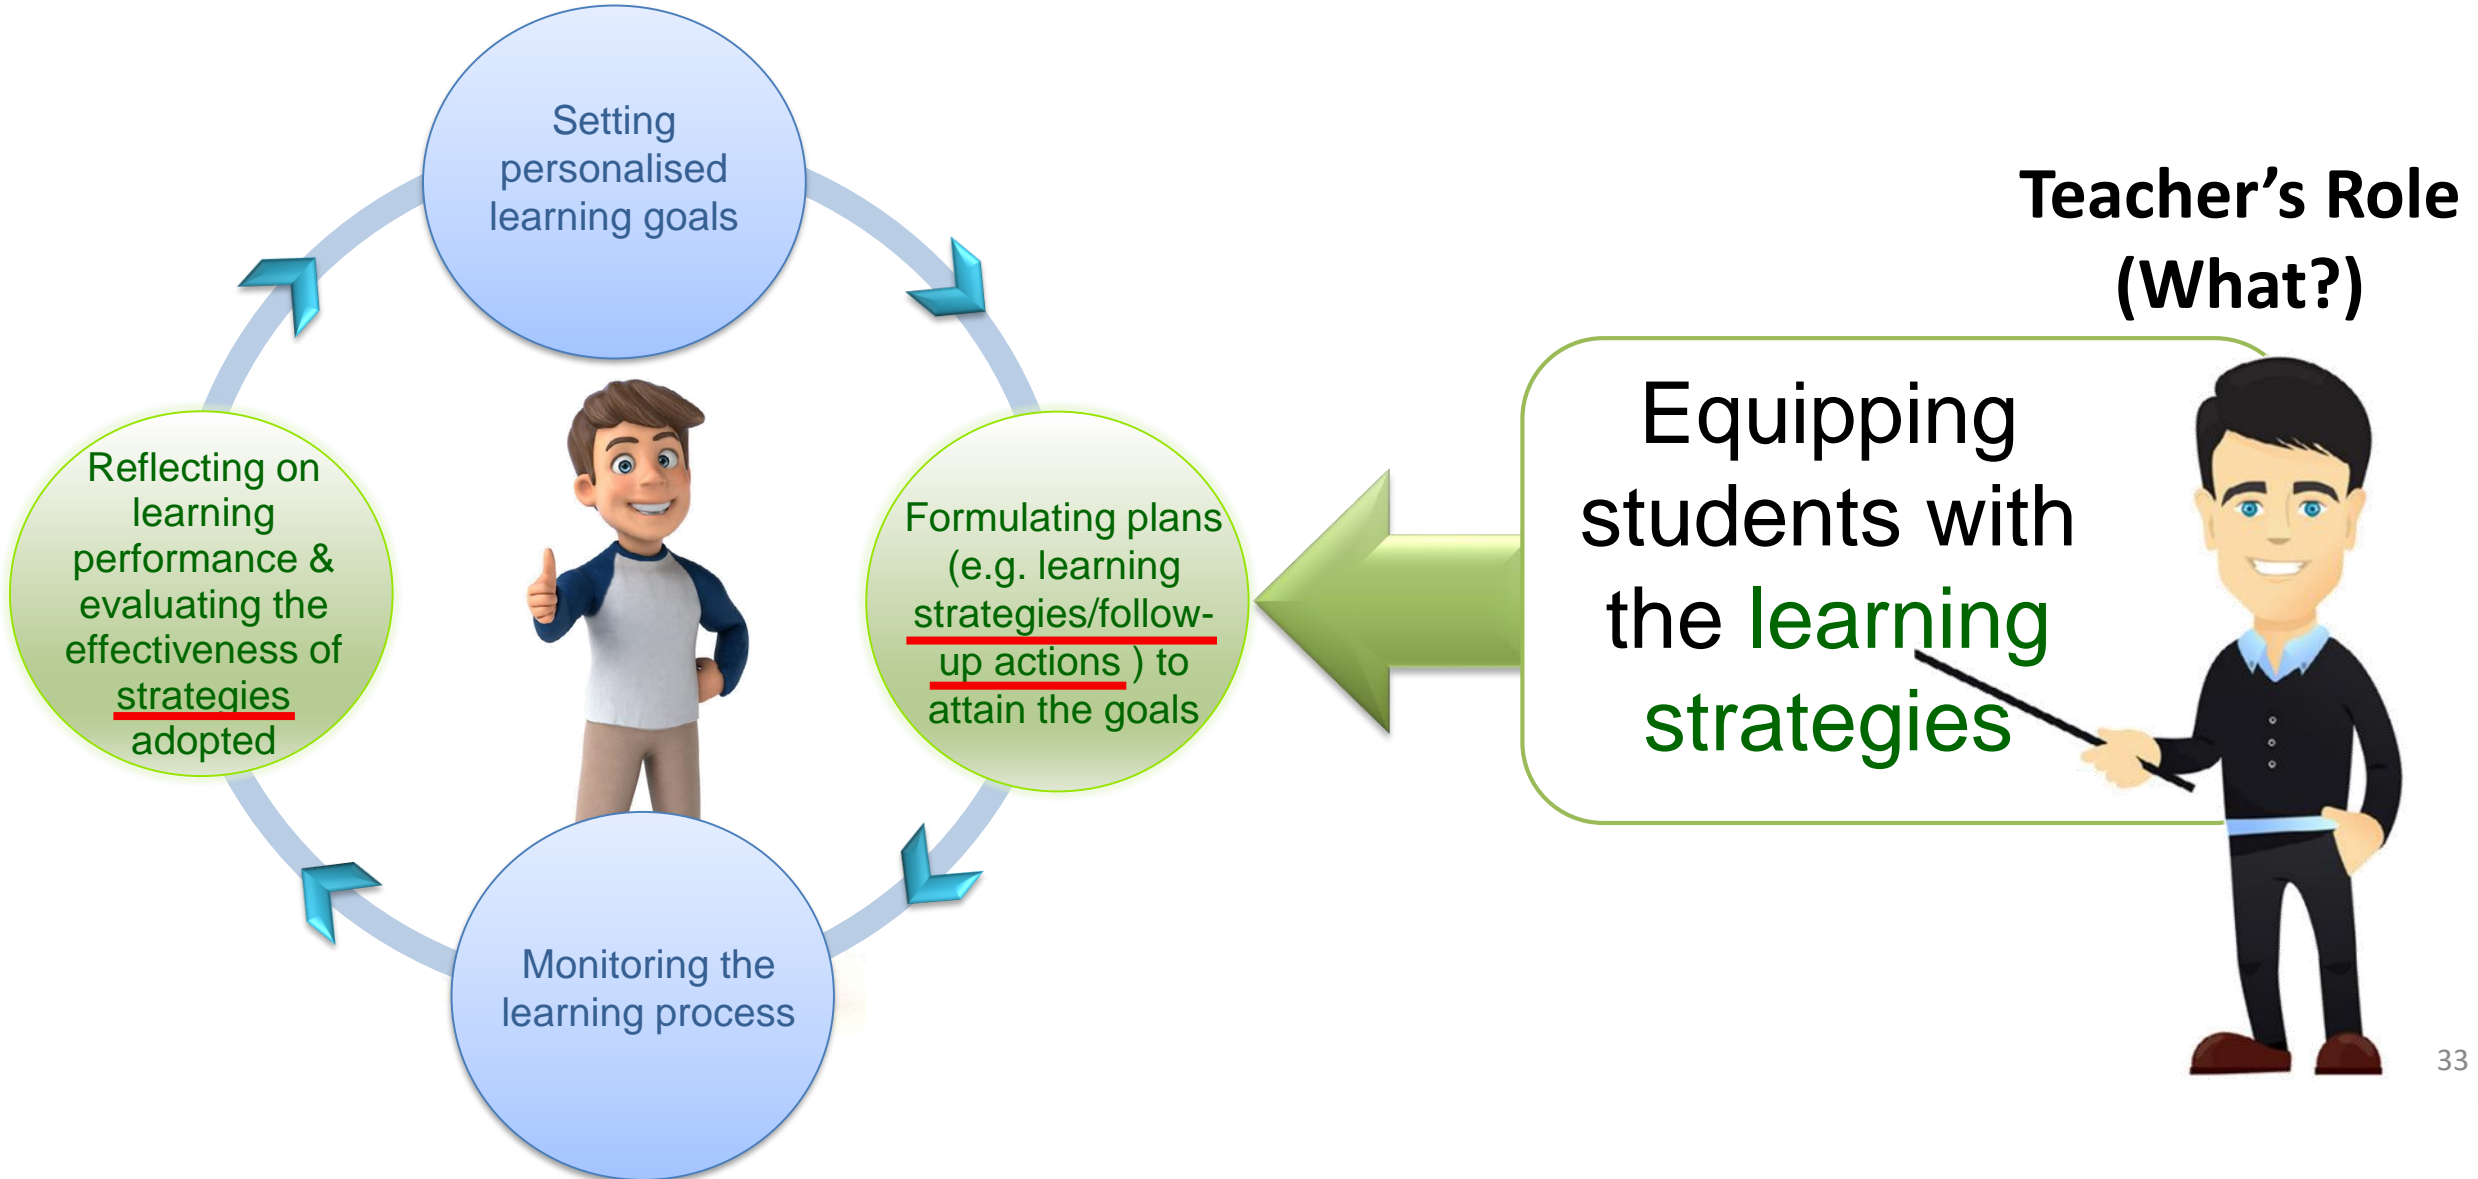 Setting
personalised
learning goals
Formulating plans
(e.g. learning
strategies/follow-
up actions ) to
attain the goals
Monitoring the
learning process
Reflecting on
learning
performance &
evaluating the
effectiveness of
strategies
adopted
Teacher’s Role
(What?)
Equipping
students with
the learning
strategies
33